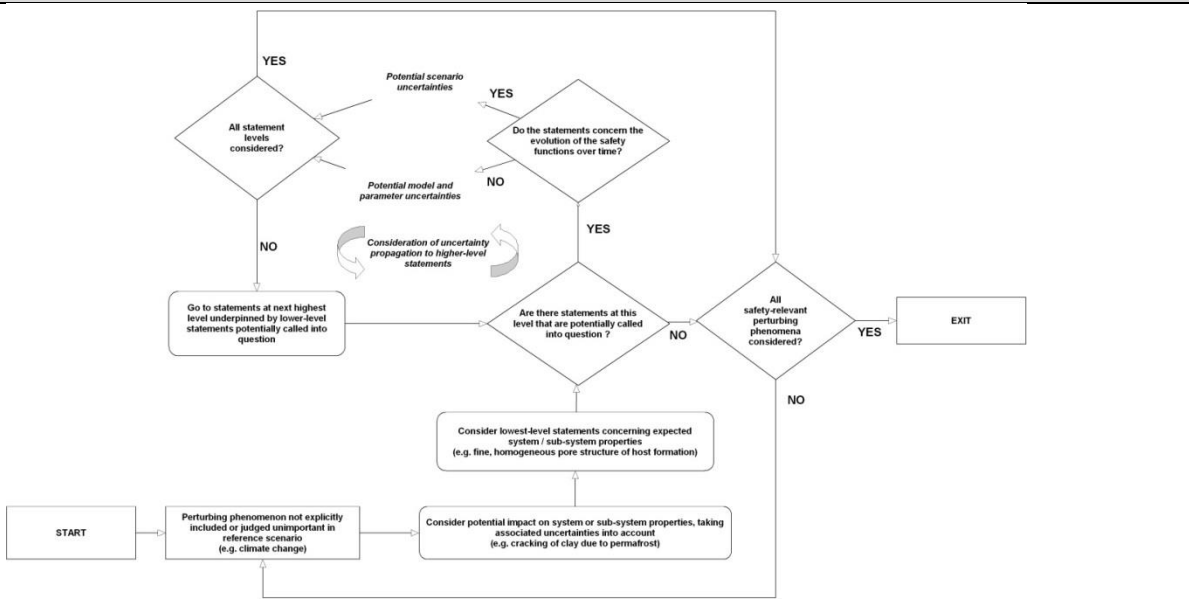 YES
Potential scenario
uncertainties
YES
All statement
levels
considered?
Do the statements concern the
evolution of the safety
functions over time?
NO
Potential model and
parameter uncertainties
YES
NO
Consideration of uncertainty
propagation to higher-level
statements
Go to statements at next highest
level underpinned by lower-level
statements potentially called into
question
Are there statements at this
level that are potentially called
into question ?
NO
All
safety-relevant
perturbing
phenomena
considered?
YES
EXIT
NO
Consider lowest-level statements concerning expected
system / sub-system properties
(e.g. fine, homogeneous pore structure of host formation)
START
Perturbing phenomenon not explicitly
included or judged unimportant in
reference scenario
(e.g. climate change)
Consider potential impact on system or sub-system properties, taking
associated uncertainties into account
(e.g. cracking of clay due to permafrost)